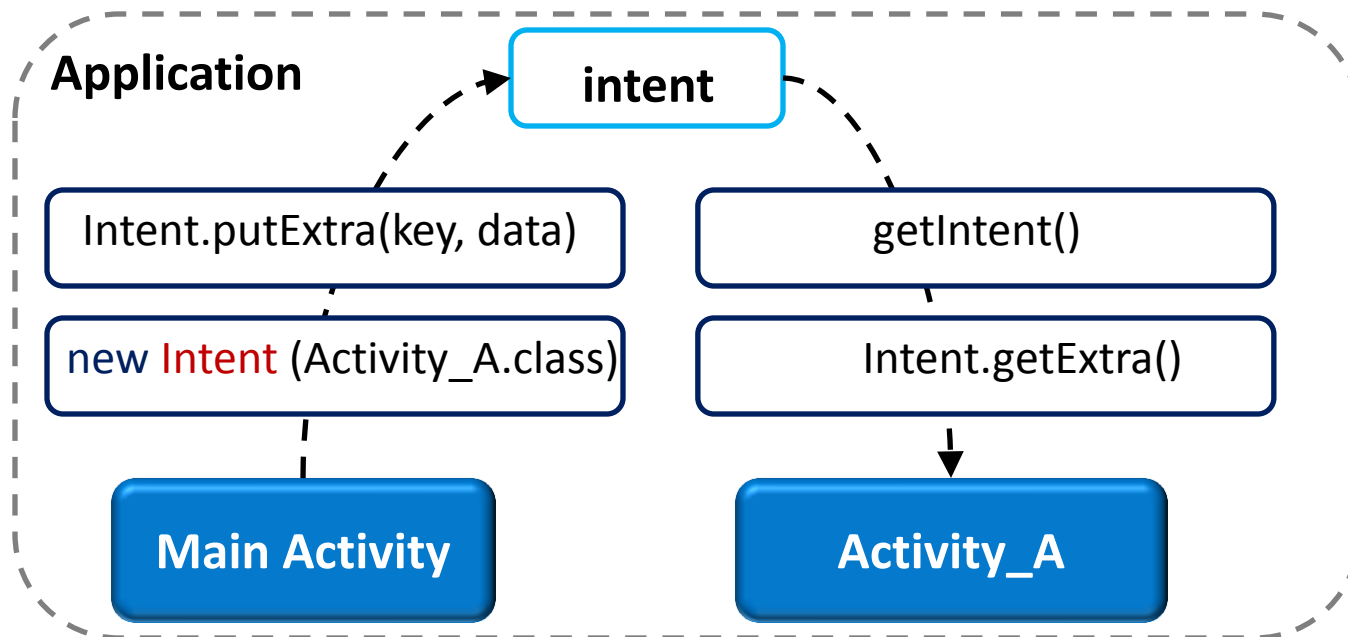 Application
intent
Intent.putExtra(key, data)
getIntent()
new Intent (Activity_A.class)
Intent.getExtra()
Main Activity
Activity_A